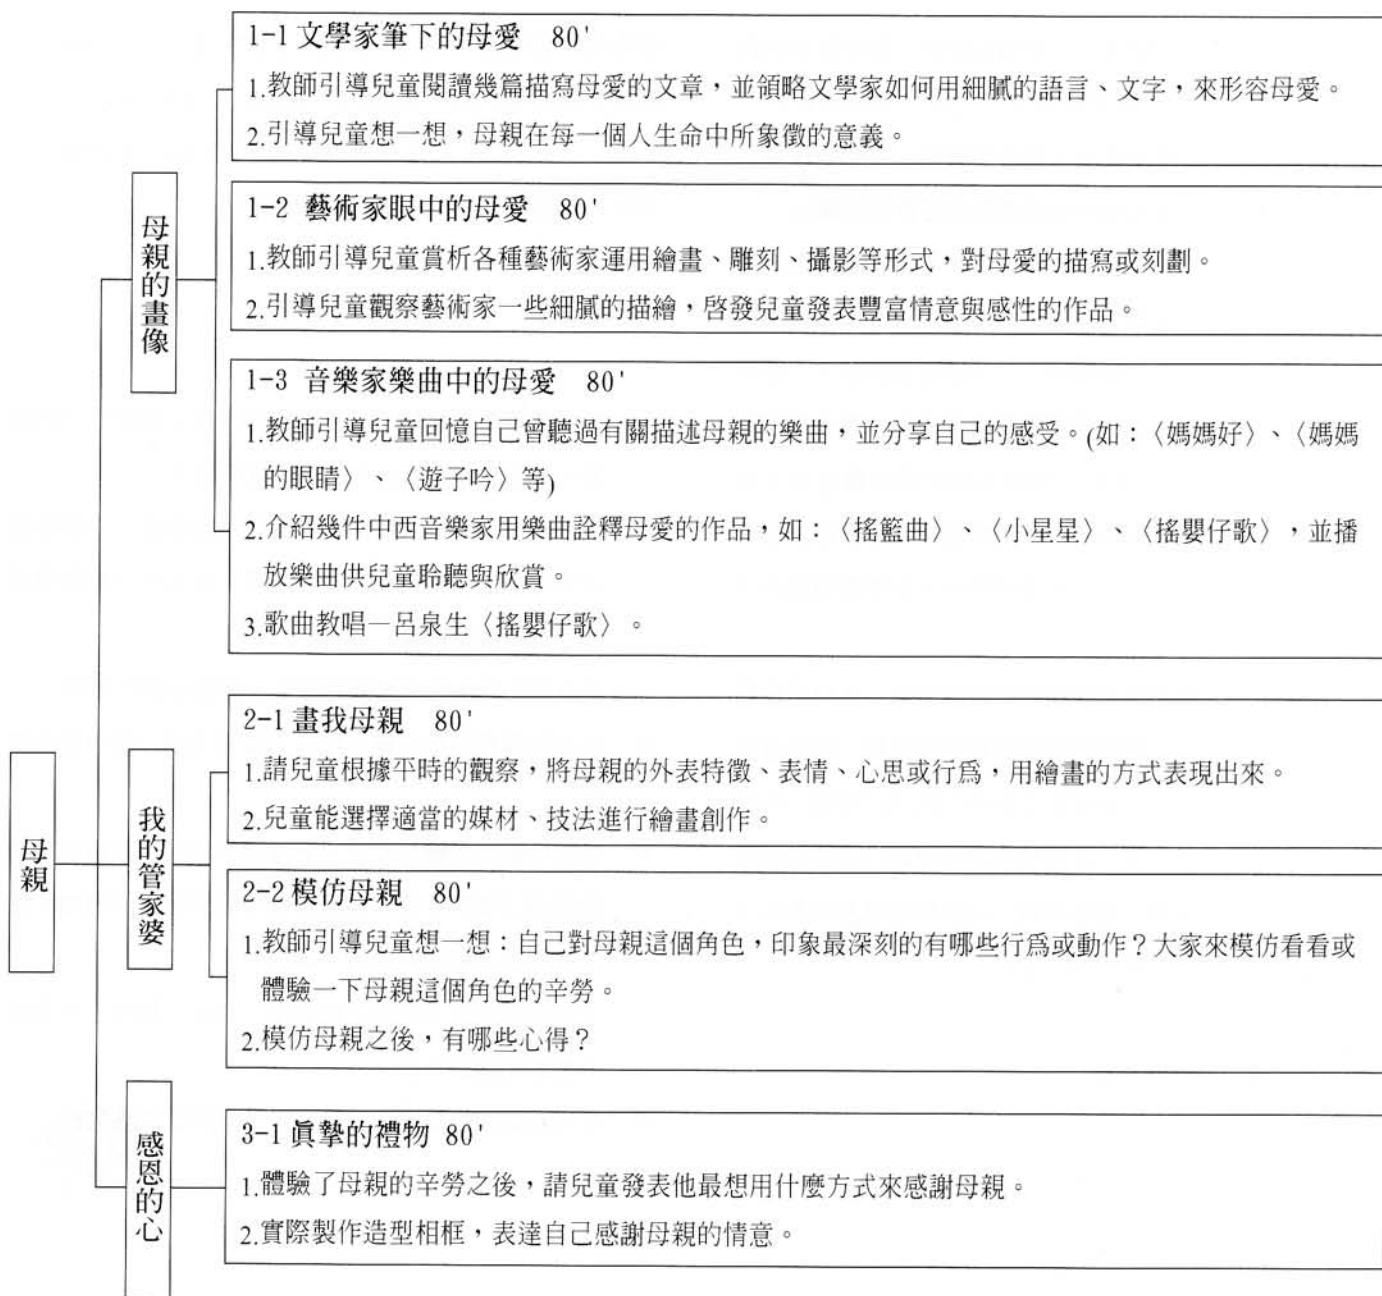 母親
母親的畫像
1-1 文學家筆下的母愛 80'
1.教師引導兒童閱讀幾篇描寫母愛的文章，並領略文學家如何用細膩的語言、文字，來形容母愛。
2.引導兒童想一想，母親在每一個人生命中所象徵的意義。
1-2 藝術家眼中的母愛 80'
1.教師引導兒童賞析各種藝術家運用繪畫、雕刻、攝影等形式，對母愛的描寫或刻劃。
2.引導兒童觀察藝術家一些細膩的描繪，啓發兒童發表豐富情意與感性的作品。
1-3 音樂家樂曲中的母愛 80'
1.教師引導兒童回憶自己曾聽過有關描述母親的樂曲，並分享自己的感受。(如：〈媽媽好〉、〈媽媽
的眼睛〉、〈遊子吟〉等)
2.介紹幾件中西音樂家用樂曲詮釋母愛的作品，如：〈搖籃曲〉、〈小星星〉、〈搖嬰仔歌〉，並播
放樂曲供兒童聆聽與欣賞。
3.歌曲教唱—呂泉生〈搖嬰仔歌〉。
我的管家婆
2-1 畫我母親 80'
1.請兒童根據平時的觀察，將母親的外表特徵、表情、心思或行爲，用繪畫的方式表現出來。
2.兒童能選擇適當的媒材、技法進行繪畫創作。
2-2 模仿母親 80'
1.教師引導兒童想一想：自己對母親這個角色，印象最深刻的有哪些行爲或動作？大家來模仿看看或
體驗一下母親這個角色的辛勞。
2.模仿母親之後，有哪些心得？
感恩的心
3-1 眞摯的禮物 80'
1.體驗了母親的辛勞之後，請兒童發表他最想用什麼方式來感謝母親。
2.實際製作造型相框，表達自己感謝母親的情意。